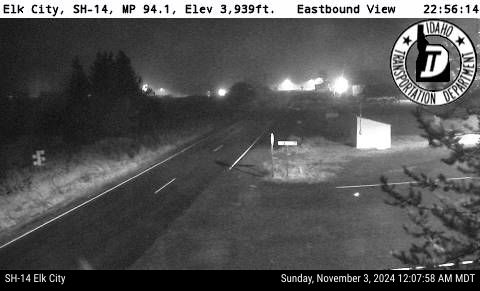 Elk City, SH-14, MP 94.1, Elev 3,939ft. Eastbound View 22:56:14
IDAHO
TRANSPORTATION DEPARTMENT
SH-14 Elk City Sunday, November 3, 2024 12:07:58 AM MDT